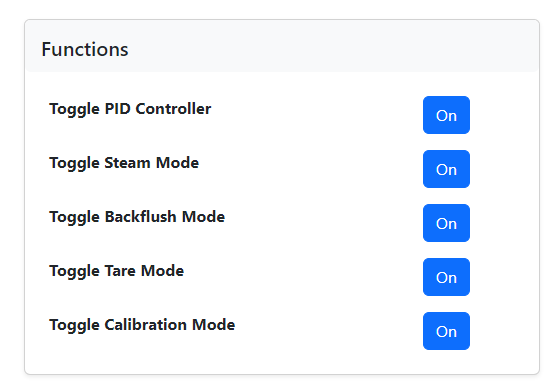 Functions
Toggle PID Controller On
Toggle Steam Mode On
Toggle Backflush Mode On
Toggle Tare Mode On
Toggle Calibration Mode On